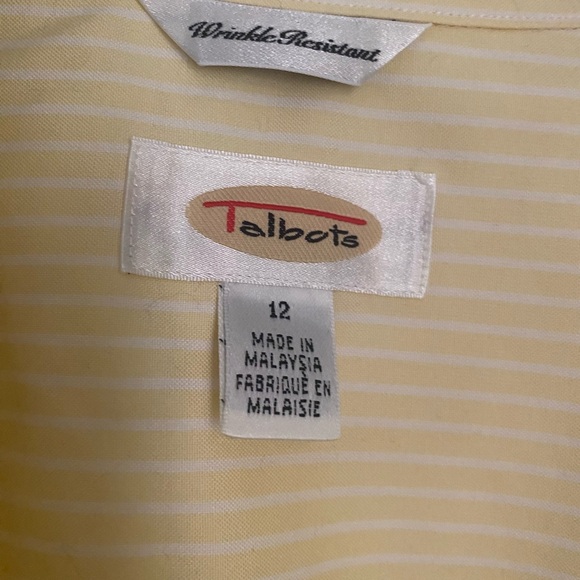 Wrinkle Resistant
Talbots
12
MADE IN
MALAYSIA
FABRIQUÉ EN
MALAISIE